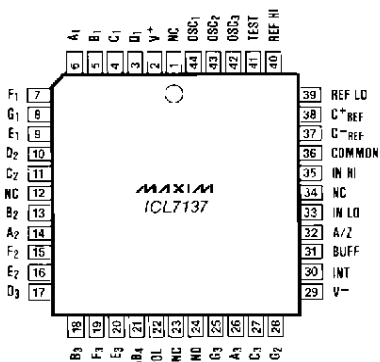 A1 B1 C1 D1 V+ NC OSC1 OSC2 OSC3 TEST REF HI
6 5 4 3 2 1 44 43 42 41 40
F1 7
G1 8
E1 9
D2 10
C2 11
NC 12
B2 13
A2 14
F2 15
E2 16
D3 17
MAXIM
ICL7137
39 REF LO
38 C+REF
37 C-REF
36 COMMON
35 IN HI
34 NC
33 IN LO
32 A/Z
31 BUFF
30 INT
29 V-
18 19 20 21 22 23 24 25 26 27 28
B3 F3 E3 AB4 OL NC ND G3 A3 C3 G2